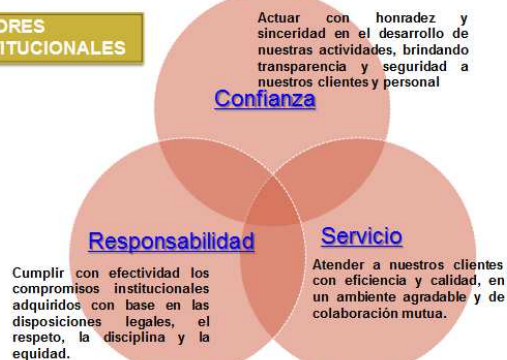 ORES
ITUCIONALES
Actuar con honradez y
sinceridad en el desarrollo de
nuestras actividades, brindando
transparencia y seguridad a
nuestros clientes y personal
Confianza
Responsabilidad
Cumplir con efectividad los
compromisos institucionales
adquiridos con base en las
disposiciones legales, el
respeto, la disciplina y la
equidad.
Servicio
Atender a nuestros clientes
con eficiencia y calidad, en
un ambiente agradable y de
colaboración mutua.